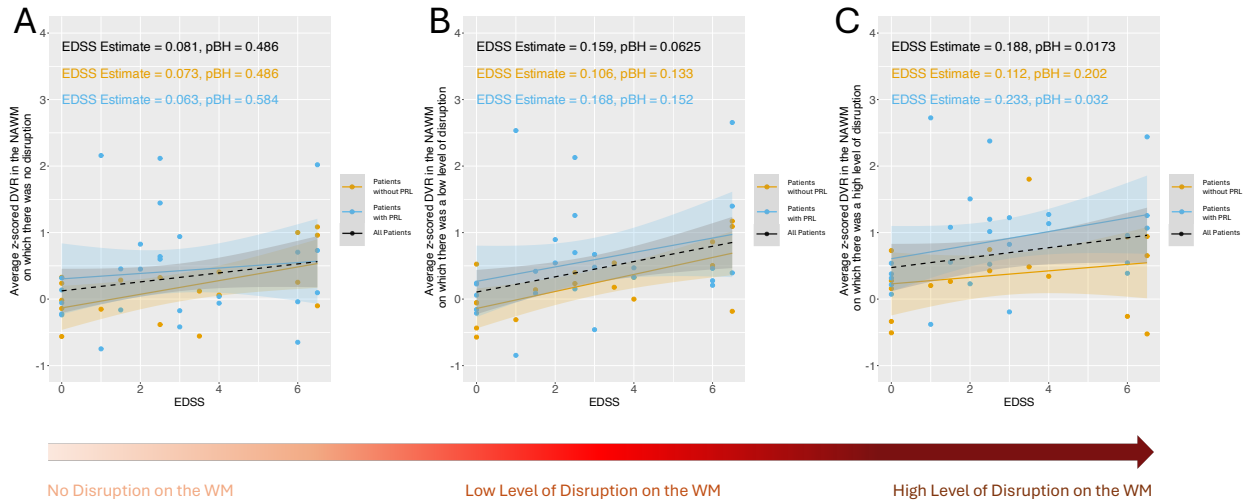 A
Average z-scored DVR in the NAWM
on which there was no disruption
4
3
2
1
0
-1
EDSS Estimate = 0.081, pBH = 0.486
EDSS Estimate = 0.073, pBH = 0.486
EDSS Estimate = 0.063, pBH = 0.584
0 2 4 6
EDSS
Patients
without PRL
Patients
with PRL
All Patients
B
Average z-scored DVR in the NAWM
on which there was a low level of disruption
4
3
2
1
0
-1
EDSS Estimate = 0.159, pBH = 0.0625
EDSS Estimate = 0.106, pBH = 0.133
EDSS Estimate = 0.168, pBH = 0.152
0 2 4 6
EDSS
Patients
without PRL
Patients
with PRL
All Patients
C
Average z-scored DVR in the NAWM
on which there was a high level of disruption
4
3
2
1
0
-1
EDSS Estimate = 0.188, pBH = 0.0173
EDSS Estimate = 0.112, pBH = 0.202
EDSS Estimate = 0.233, pBH = 0.032
0 2 4 6
EDSS
Patients
without PRL
Patients
with PRL
All Patients
No Disruption on the WM
Low Level of Disruption on the WM
High Level of Disruption on the WM